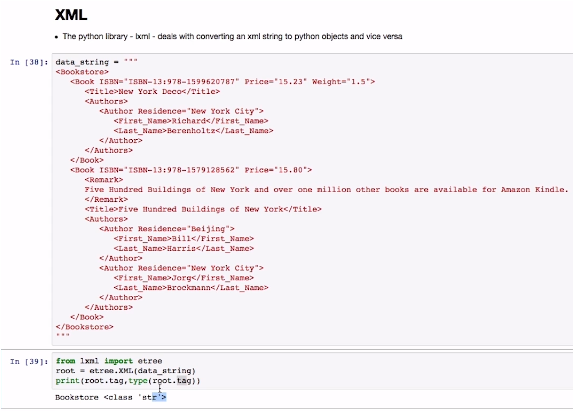 XML
• The python library - lxml - deals with converting an xml string to python objects and vice versa
In [38]: data_string = """
<Bookstore>
   <Book ISBN="ISBN-13:978-1599620787" Price="15.23" Weight="1.5">
      <Title>New York Deco</Title>
      <Authors>
         <Author Residence="New York City">
            <First_Name>Richard</First_Name>
            <Last_Name>Berenholtz</Last_Name>
         </Author>
      </Authors>
   </Book>
   <Book ISBN="ISBN-13:978-1579128562" Price="15.80">
      <Remark>
      Five Hundred Buildings of New York and over one million other books are available for Amazon Kindle.
      </Remark>
      <Title>Five Hundred Buildings of New York</Title>
      <Authors>
         <Author Residence="Beijing">
            <First_Name>Bill</First_Name>
            <Last_Name>Harris</Last_Name>
         </Author>
         <Author Residence="New York City">
            <First_Name>Jorg</First_Name>
            <Last_Name>Brockmann</Last_Name>
         </Author>
      </Authors>
   </Book>
</Bookstore>
"""
In [39]: from lxml import etree
root = etree.XML(data_string)
print(root.tag,type(root.tag))
Bookstore <class 'str'>